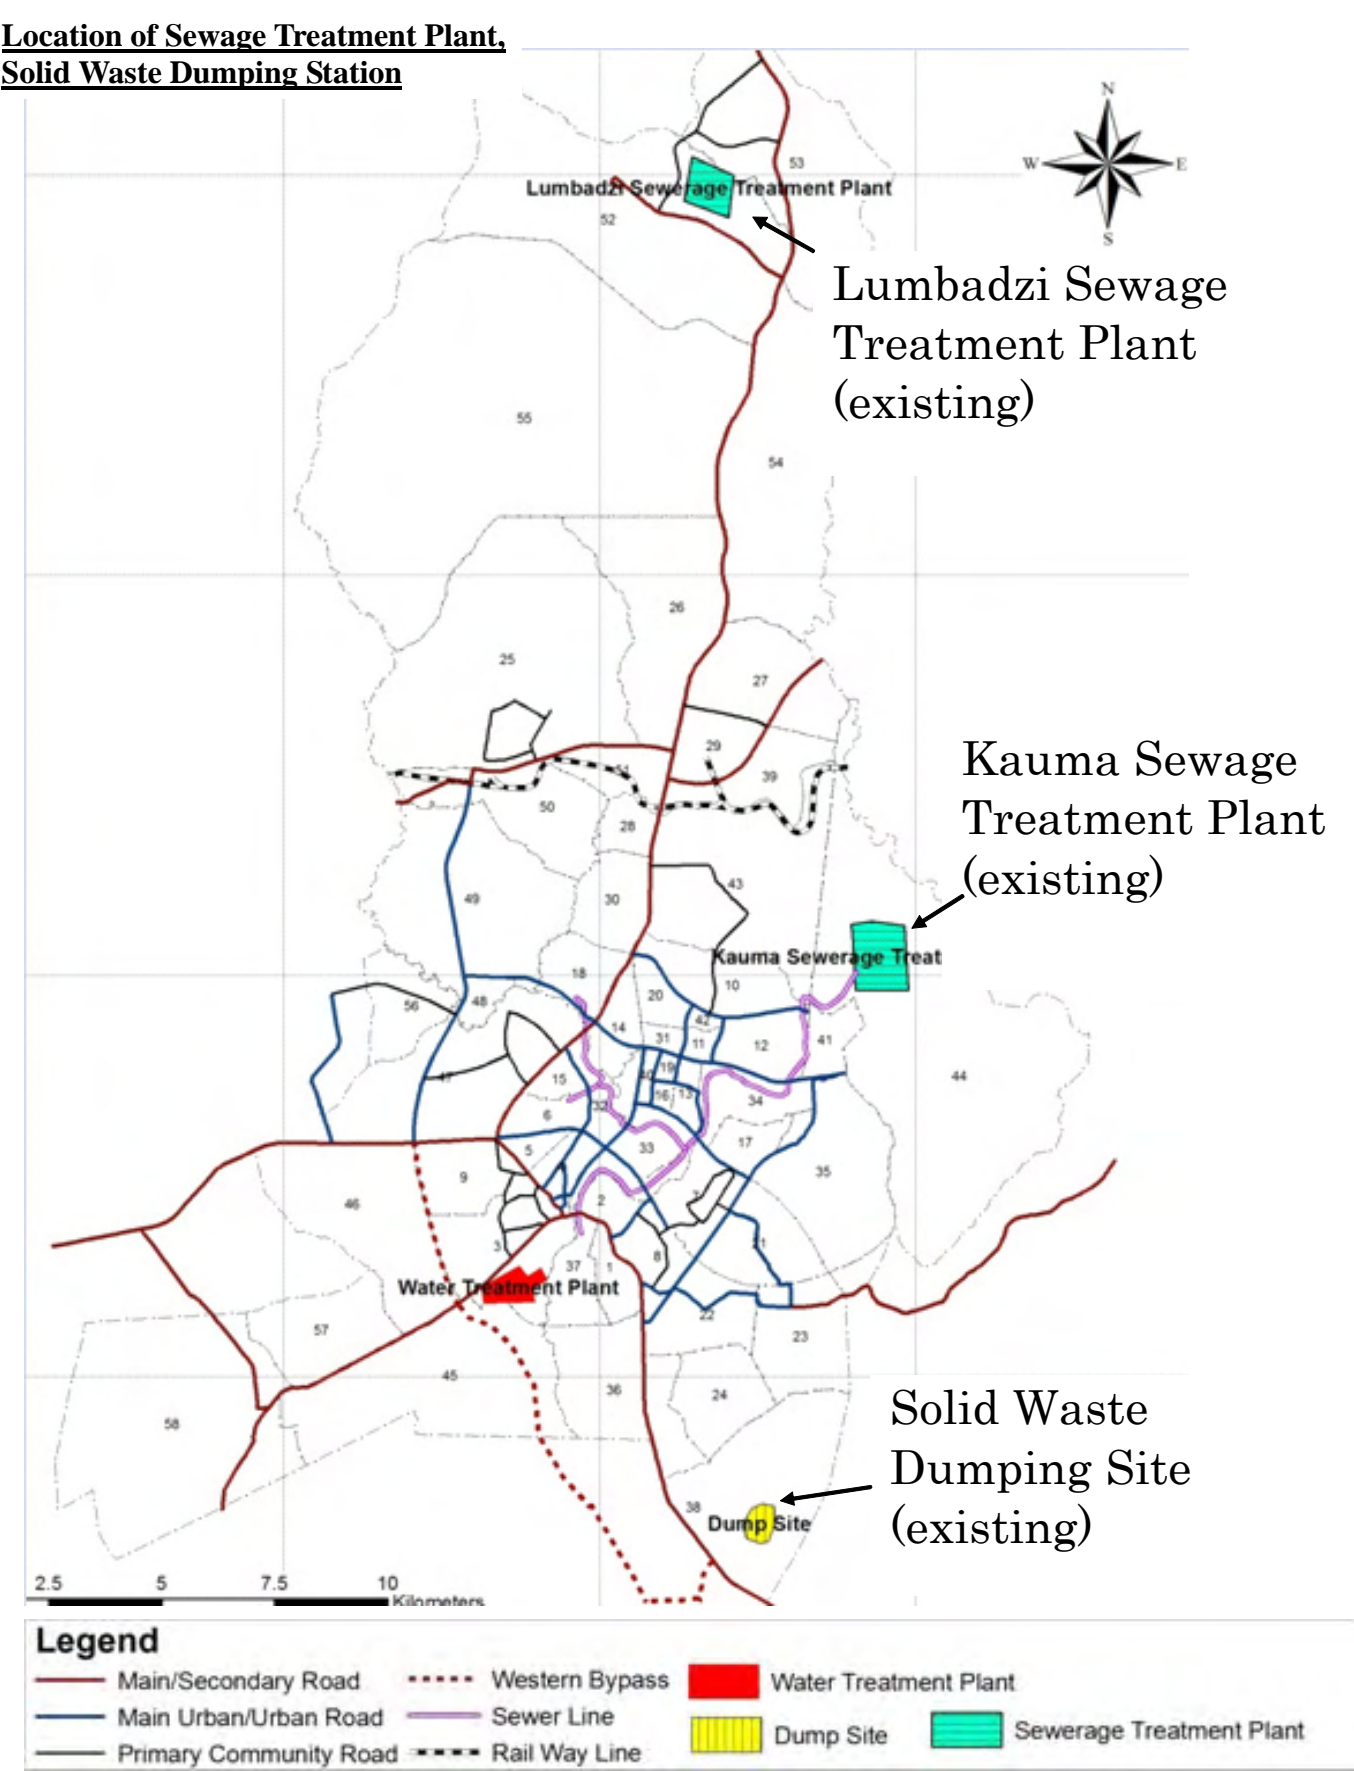 Location of Sewage Treatment Plant,
Solid Waste Dumping Station
N
W
E
S
53
Lumbadzi Sewerage Treatment Plant
52
Lumbadzi Sewage
Treatment Plant
(existing)
55
54
26
25
27
29
51
39
50
28
Kauma Sewage
Treatment Plant
(existing)
43
49
30
Kauma Sewerage Treat
18
10
20
56
48
42
14
31
11
12
41
19
40
47
15
44
16
13
34
6
32
33
17
5
35
9
7
2
46
21
3
8
37
1
Water Treatment Plant
22
57
23
45
36
24
Solid Waste
Dumping Site
(existing)
58
38
Dump Site
2.5 5 7.5 10
Kilometers
Legend
Main/Secondary Road
Western Bypass
Water Treatment Plant
Main Urban/Urban Road
Sewer Line
Dump Site
Sewerage Treatment Plant
Primary Community Road
Rail Way Line